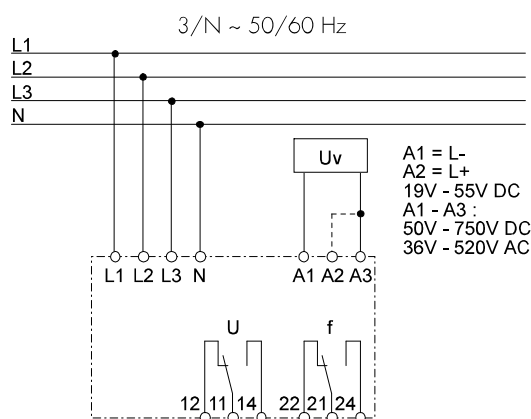 3/N ~ 50/60 Hz
L1
L2
L3
N
Uv
A1 = L-
A2 = L+
19V - 55V DC
A1 - A3 :
50V - 750V DC
36V - 520V AC
L1 L2 L3 N A1 A2 A3
U f
12 11 14 22 21 24